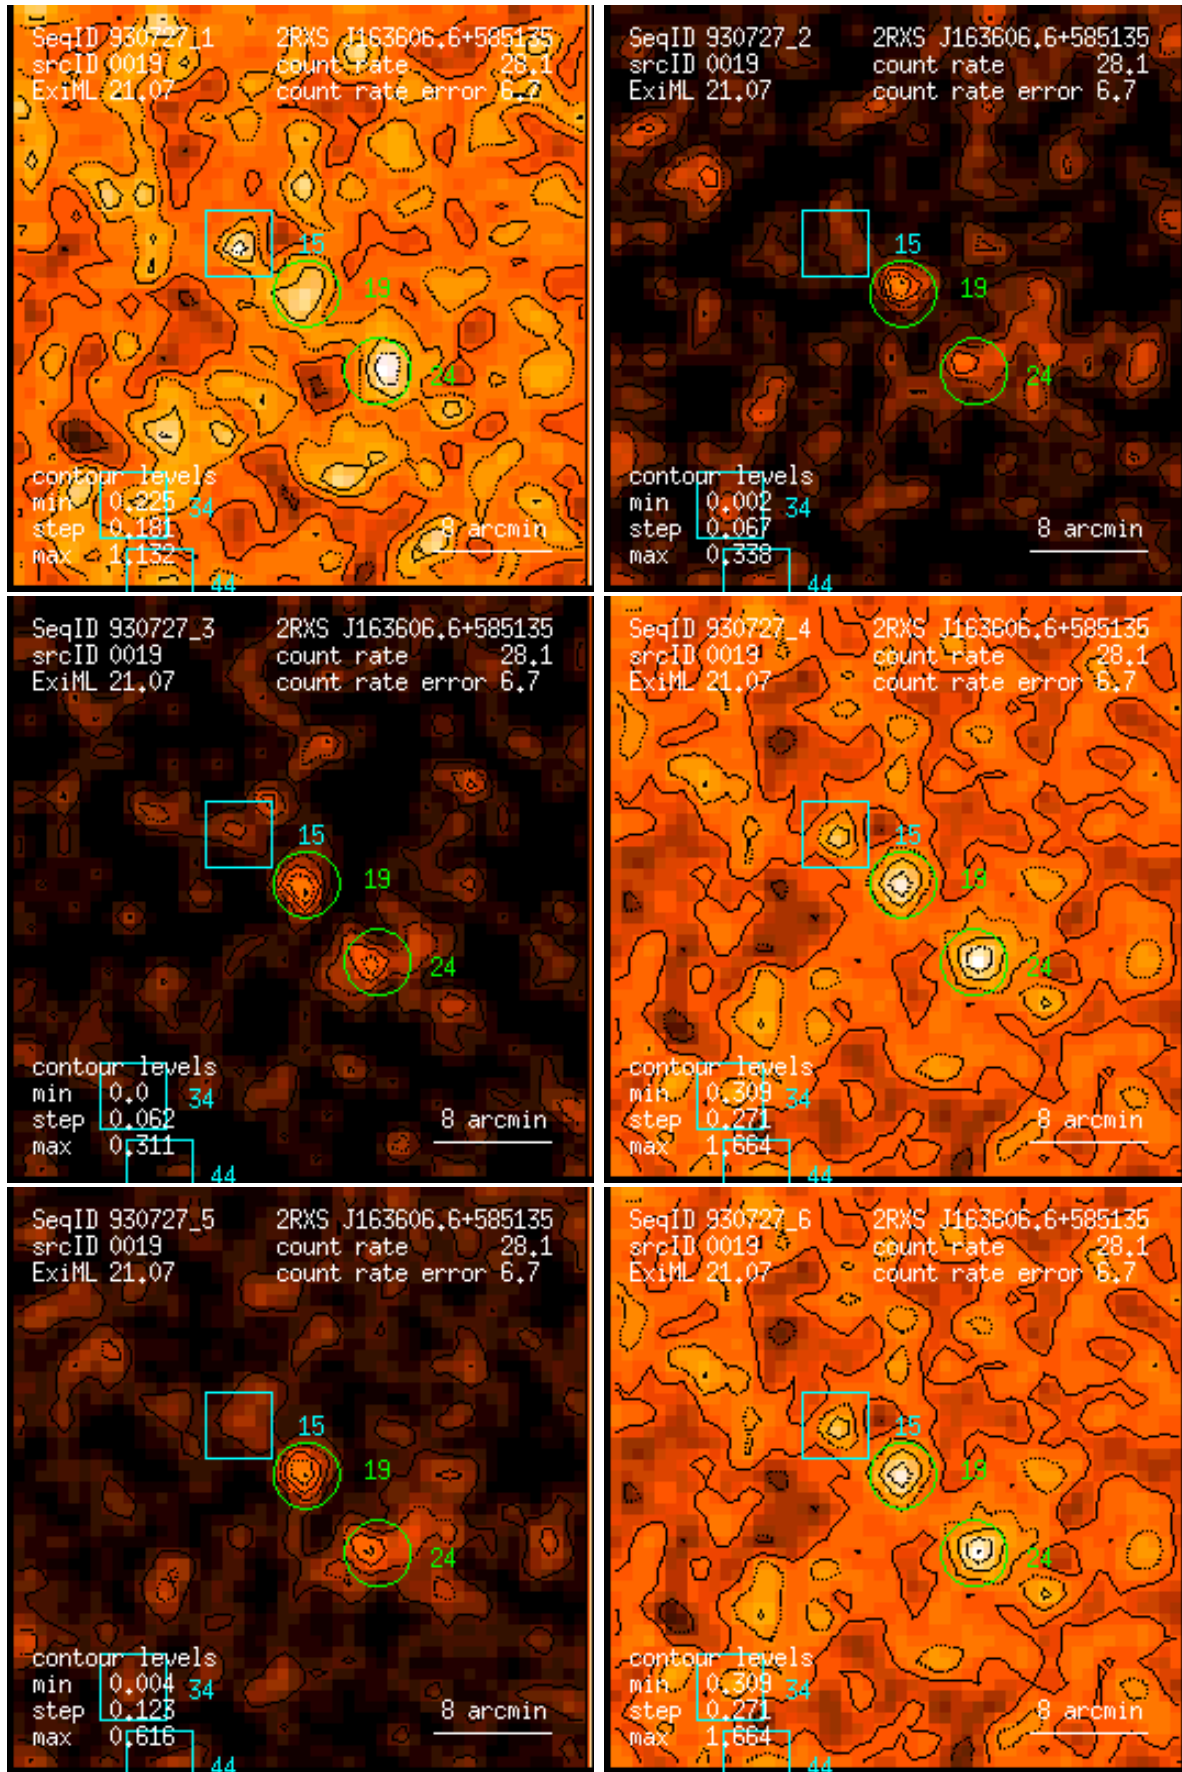 SeqID 930727_1 2RXS J163606.6+585135
srcID 0019 count rate 28.1
ExiML 21.07 count rate error 6.7
15
19
24
contour levels
min 0.225 34
step 0.181 8 arcmin
max 1.132
44
SeqID 930727_2 2RXS J163606.6+585135
srcID 0019 count rate 28.1
ExiML 21.07 count rate error 6.7
15
19
24
contour levels
min 0.002 34
step 0.067 8 arcmin
max 0.338
44
SeqID 930727_3 2RXS J163606.6+585135
srcID 0019 count rate 28.1
ExiML 21.07 count rate error 6.7
15
19
24
contour levels
min 0.0 34
step 0.062 8 arcmin
max 0.311
44
SeqID 930727_4 2RXS J163606.6+585135
srcID 0019 count rate 28.1
ExiML 21.07 count rate error 6.7
15
19
24
contour levels
min 0.309 34
step 0.271 8 arcmin
max 1.664
44
SeqID 930727_5 2RXS J163606.6+585135
srcID 0019 count rate 28.1
ExiML 21.07 count rate error 6.7
15
19
24
contour levels
min 0.004 34
step 0.123 8 arcmin
max 0.616
44
SeqID 930727_6 2RXS J163606.6+585135
srcID 0019 count rate 28.1
ExiML 21.07 count rate error 6.7
15
19
24
contour levels
min 0.309 34
step 0.271 8 arcmin
max 1.664
44